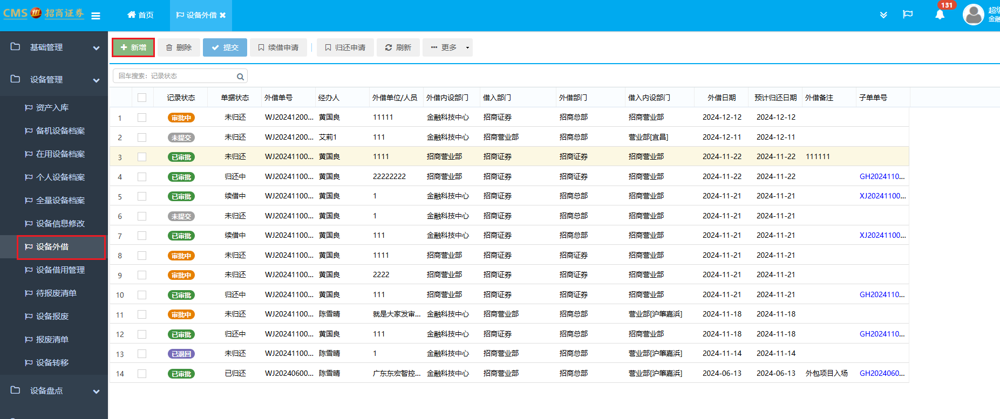 CMS 招商证券
首页
设备外借
131
超级
金融
基础管理
设备管理
资产入库
备机设备档案
在用设备档案
个人设备档案
全量设备档案
设备信息修改
设备外借
设备借用管理
待报废清单
设备报废
报废清单
设备转移
设备盘点
新增 删除 提交 续借申请 归还申请 刷新 更多
回车搜索：记录状态
记录状态 单据状态 外借单号 经办人 外借单位/人员 外借内设部门 借入部门 外借部门 借入内设部门 外借日期 预计归还日期 外借备注 子单单号
1 审批中 未归还 WJ20241200... 黄国良 11111 金融科技中心 招商证券 招商总部 招商营业部 2024-12-12 2024-12-12
2 未提交 未归还 WJ20241200... 艾莉1 111 金融科技中心 招商营业部 招商总部 营业部[宜昌] 2024-12-11 2024-12-11
3 已审批 未归还 WJ20241100... 黄国良 1111 招商营业部 招商证券 招商证券 招商营业部 2024-11-22 2024-11-22 111111
4 已审批 归还中 WJ20241100... 黄国良 22222222 招商营业部 招商证券 招商证券 招商营业部 2024-11-22 2024-11-22 GH2024110...
5 已审批 续借中 WJ20241100... 黄国良 1 金融科技中心 招商证券 招商总部 招商营业部 2024-11-21 2024-11-21 XJ20241100...
6 未提交 未归还 WJ20241100... 黄国良 1 金融科技中心 招商证券 招商总部 招商营业部 2024-11-21 2024-11-21
7 已审批 续借中 WJ20241100... 黄国良 111 金融科技中心 招商证券 招商总部 招商营业部 2024-11-21 2024-11-21 XJ20241100...
8 审批中 未归还 WJ20241100... 黄国良 1111 招商营业部 招商证券 招商证券 招商营业部 2024-11-21 2024-11-21
9 审批中 未归还 WJ20241100... 黄国良 2222 招商营业部 招商证券 招商证券 招商营业部 2024-11-21 2024-11-21
10 已审批 归还中 WJ20241100... 黄国良 111 招商营业部 招商证券 招商证券 招商营业部 2024-11-21 2024-11-21 GH2024110...
11 审批中 未归还 WJ20241100... 陈雪晴 就是大家发审... 金融科技中心 招商营业部 招商总部 营业部[沪肇嘉浜] 2024-11-18 2024-11-18
12 已审批 归还中 WJ20241100... 黄国良 111 金融科技中心 招商证券 招商总部 招商营业部 2024-11-18 2024-11-18 GH2024110...
13 已退回 未归还 WJ20241100... 陈雪晴 1 金融科技中心 招商营业部 招商总部 营业部[沪肇嘉浜] 2024-11-14 2024-11-14
14 已审批 已归还 WJ20240600... 陈雪晴 广东东宏智控... 金融科技中心 招商营业部 招商总部 营业部[沪肇嘉浜] 2024-06-13 2024-06-13 外包项目入场 GH2024060...